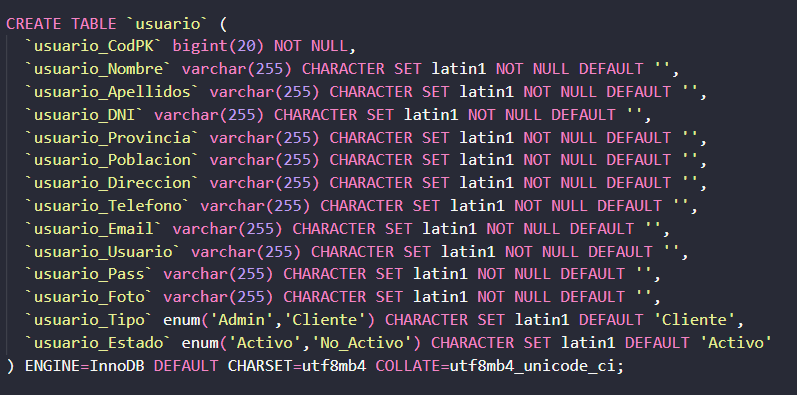 CREATE TABLE `usuario` (
`usuario_CodPK` bigint(20) NOT NULL,
`usuario_Nombre` varchar(255) CHARACTER SET latin1 NOT NULL DEFAULT '',
`usuario_Apellidos` varchar(255) CHARACTER SET latin1 NOT NULL DEFAULT '',
`usuario_DNI` varchar(255) CHARACTER SET latin1 NOT NULL DEFAULT '',
`usuario_Provincia` varchar(255) CHARACTER SET latin1 NOT NULL DEFAULT '',
`usuario_Poblacion` varchar(255) CHARACTER SET latin1 NOT NULL DEFAULT '',
`usuario_Direccion` varchar(255) CHARACTER SET latin1 NOT NULL DEFAULT '',
`usuario_Telefono` varchar(255) CHARACTER SET latin1 NOT NULL DEFAULT '',
`usuario_Email` varchar(255) CHARACTER SET latin1 NOT NULL DEFAULT '',
`usuario_Usuario` varchar(255) CHARACTER SET latin1 NOT NULL DEFAULT '',
`usuario_Pass` varchar(255) CHARACTER SET latin1 NOT NULL DEFAULT '',
`usuario_Foto` varchar(255) CHARACTER SET latin1 NOT NULL DEFAULT '',
`usuario_Tipo` enum('Admin','Cliente') CHARACTER SET latin1 DEFAULT 'Cliente',
`usuario_Estado` enum('Activo','No_Activo') CHARACTER SET latin1 DEFAULT 'Activo'
) ENGINE=InnoDB DEFAULT CHARSET=utf8mb4 COLLATE=utf8mb4_unicode_ci;